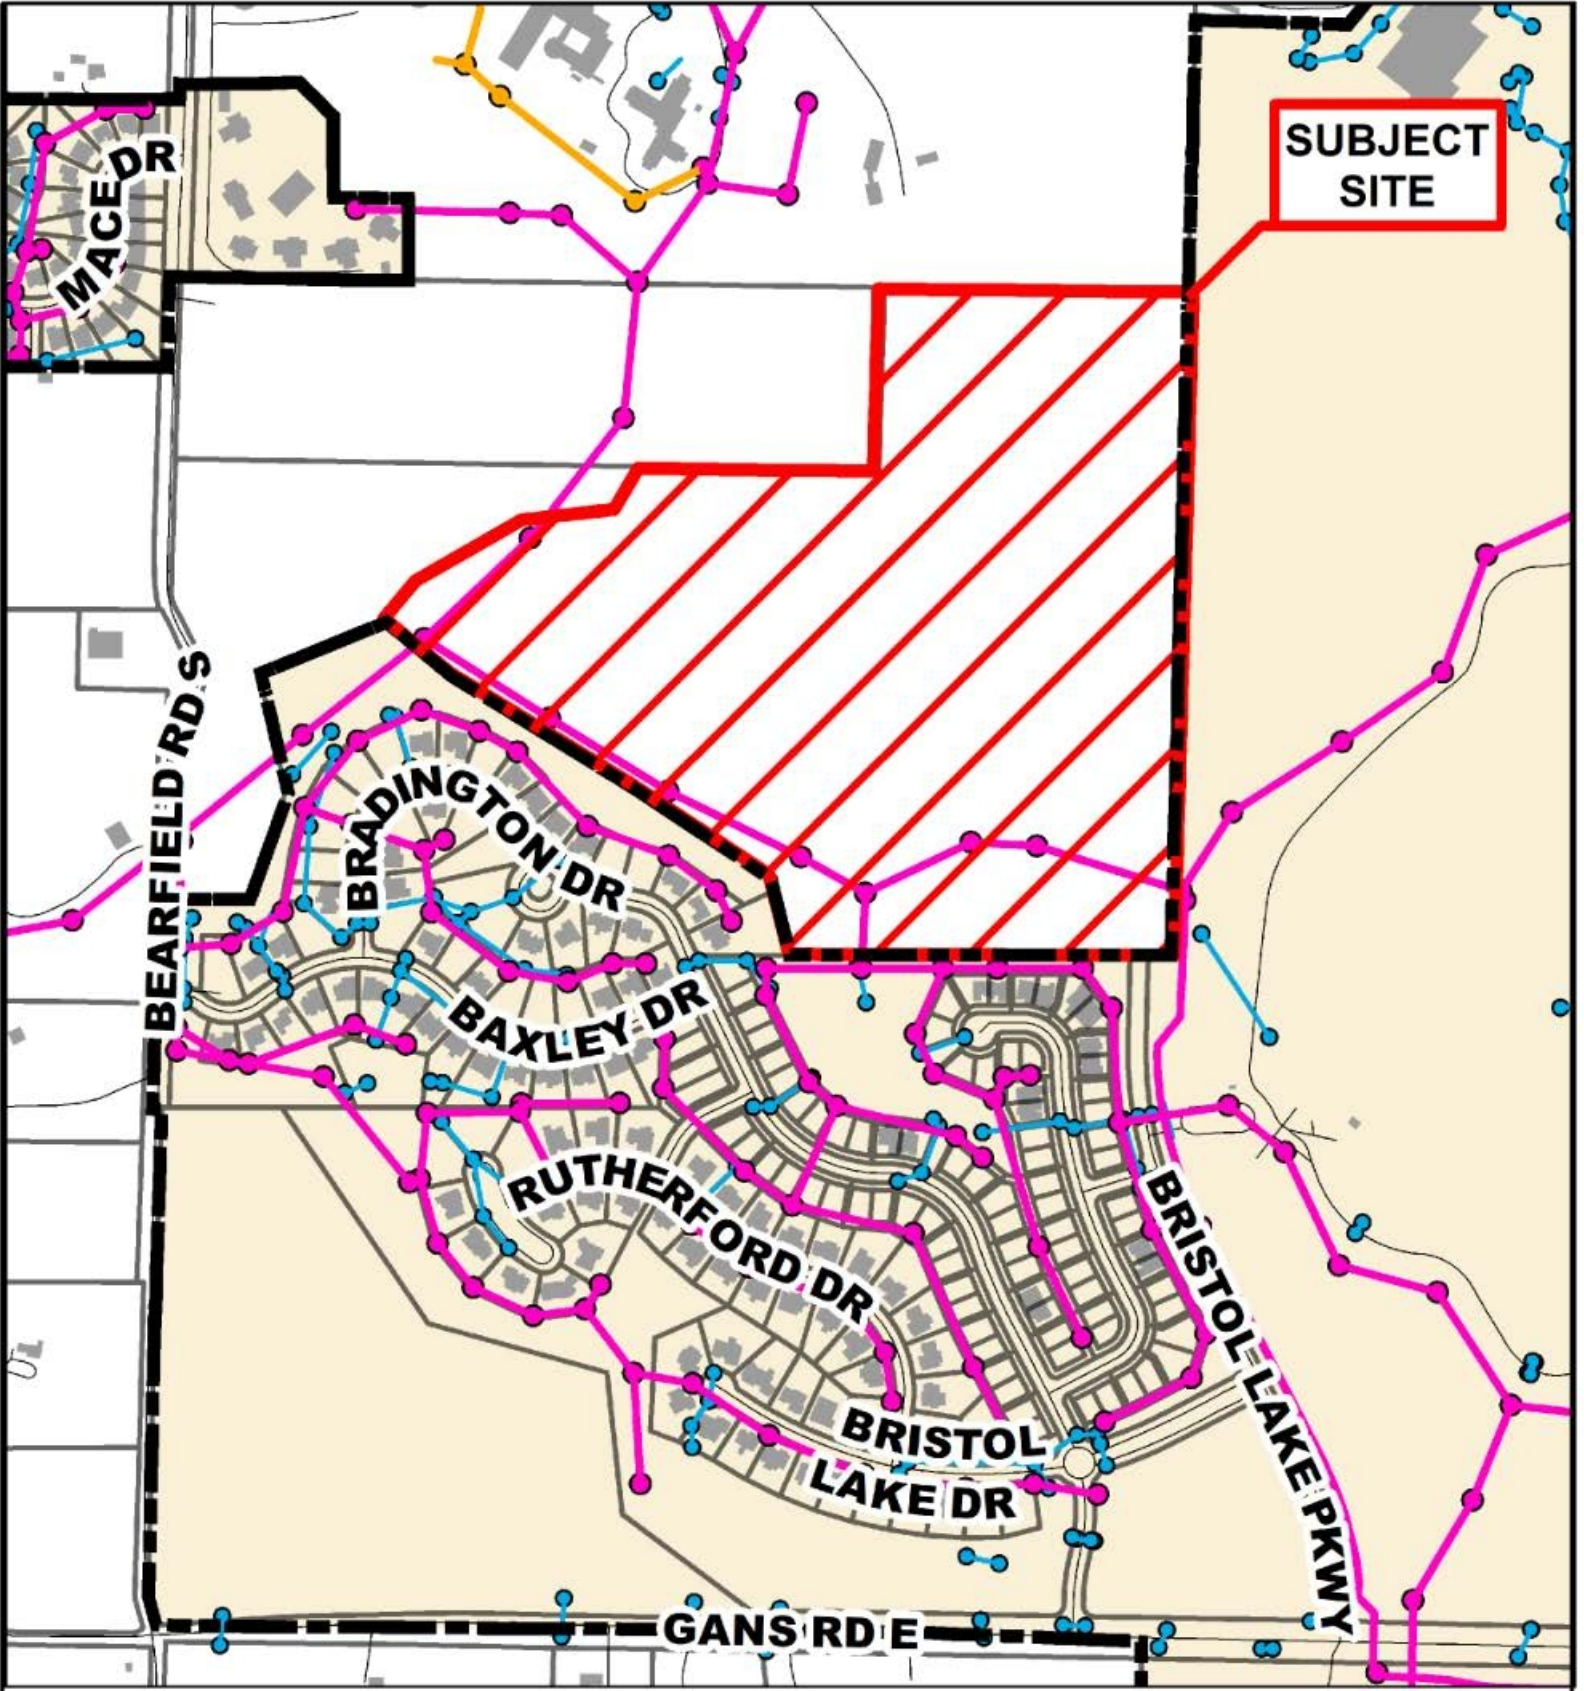 SUBJECT
SITE
MACE DR
BEARFIELD RD S
BRADINGTON DR
BAXLEY DR
RUTHERFORD DR
BRISTOL
LAKE DR
BRISTOL LAKE PKWY
GANS RD E